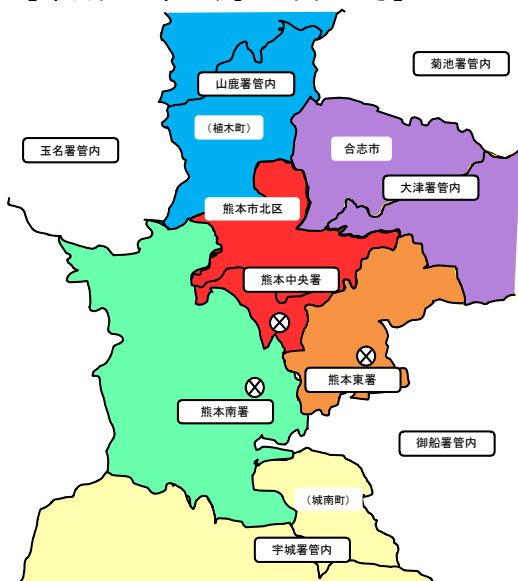 菊池署管内
山鹿署管内
（植木町）
玉名署管内
合志市
大津署管内
熊本市北区
熊本中央署
熊本東署
熊本南署
御船署管内
（城南町）
宇城署管内